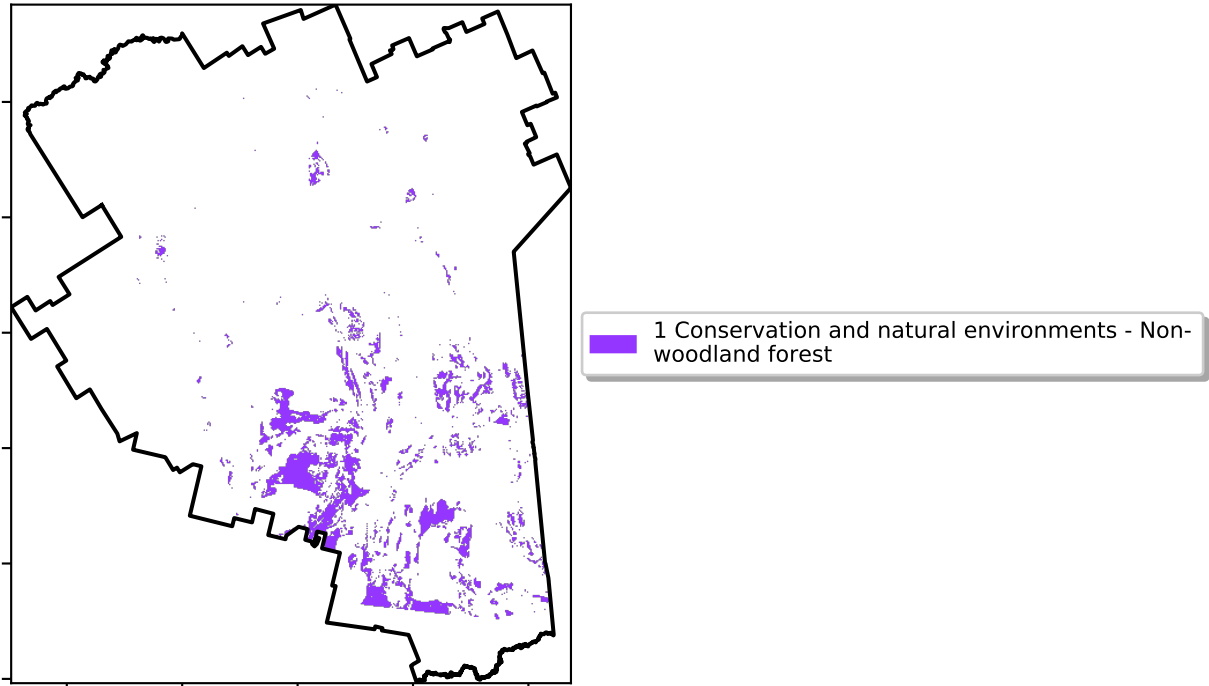 1 Conservation and natural environments - Non-
woodland forest